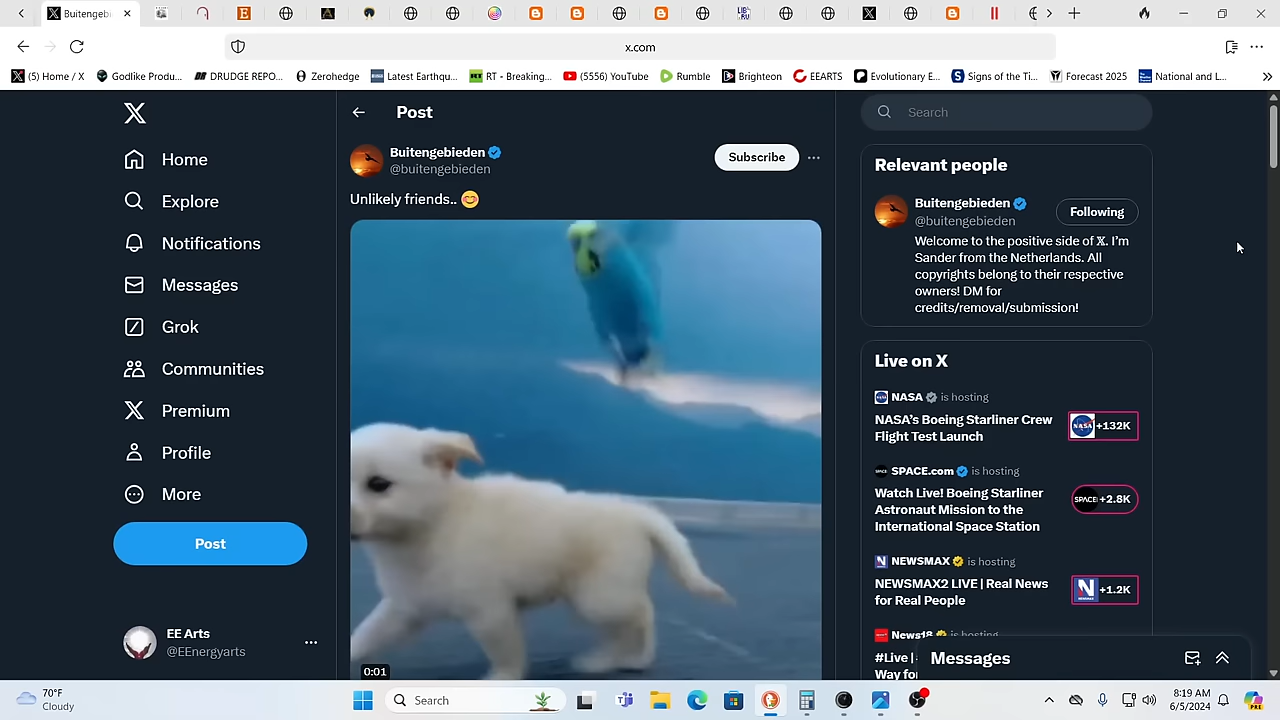 Buitengebi
x.com
(5) Home / X
Godlike Produ...
DRUDGE REPO...
Zerohedge
Latest Earthqu...
RT - Breaking...
(5556) YouTube
Rumble
Brighteon
EEARTS
Evolutionary E...
Signs of the Ti...
Forecast 2025
National and L...
Home
Explore
Notifications
Messages
Grok
Communities
Premium
Profile
More
Post
EE Arts
@EEnergyarts
Post
Buitengebieden
@buitengebieden
Subscribe
Unlikely friends..
0:01
Search
Relevant people
Buitengebieden
@buitengebieden
Following
Welcome to the positive side of 𝕏. I'm
Sander from the Netherlands. All
copyrights belong to their respective
owners! DM for
credits/removal/submission!
Live on X
NASA is hosting
NASA's Boeing Starliner Crew
Flight Test Launch
NASA +132K
SPACE.com is hosting
Watch Live! Boeing Starliner
Astronaut Mission to the
International Space Station
SPACE +2.8K
NEWSMAX is hosting
NEWSMAX2 LIVE | Real News
for Real People
+1.2K
News18 is hosting
#Live |
Way fo
Messages
70°F
Cloudy
Search
8:19 AM
6/5/2024